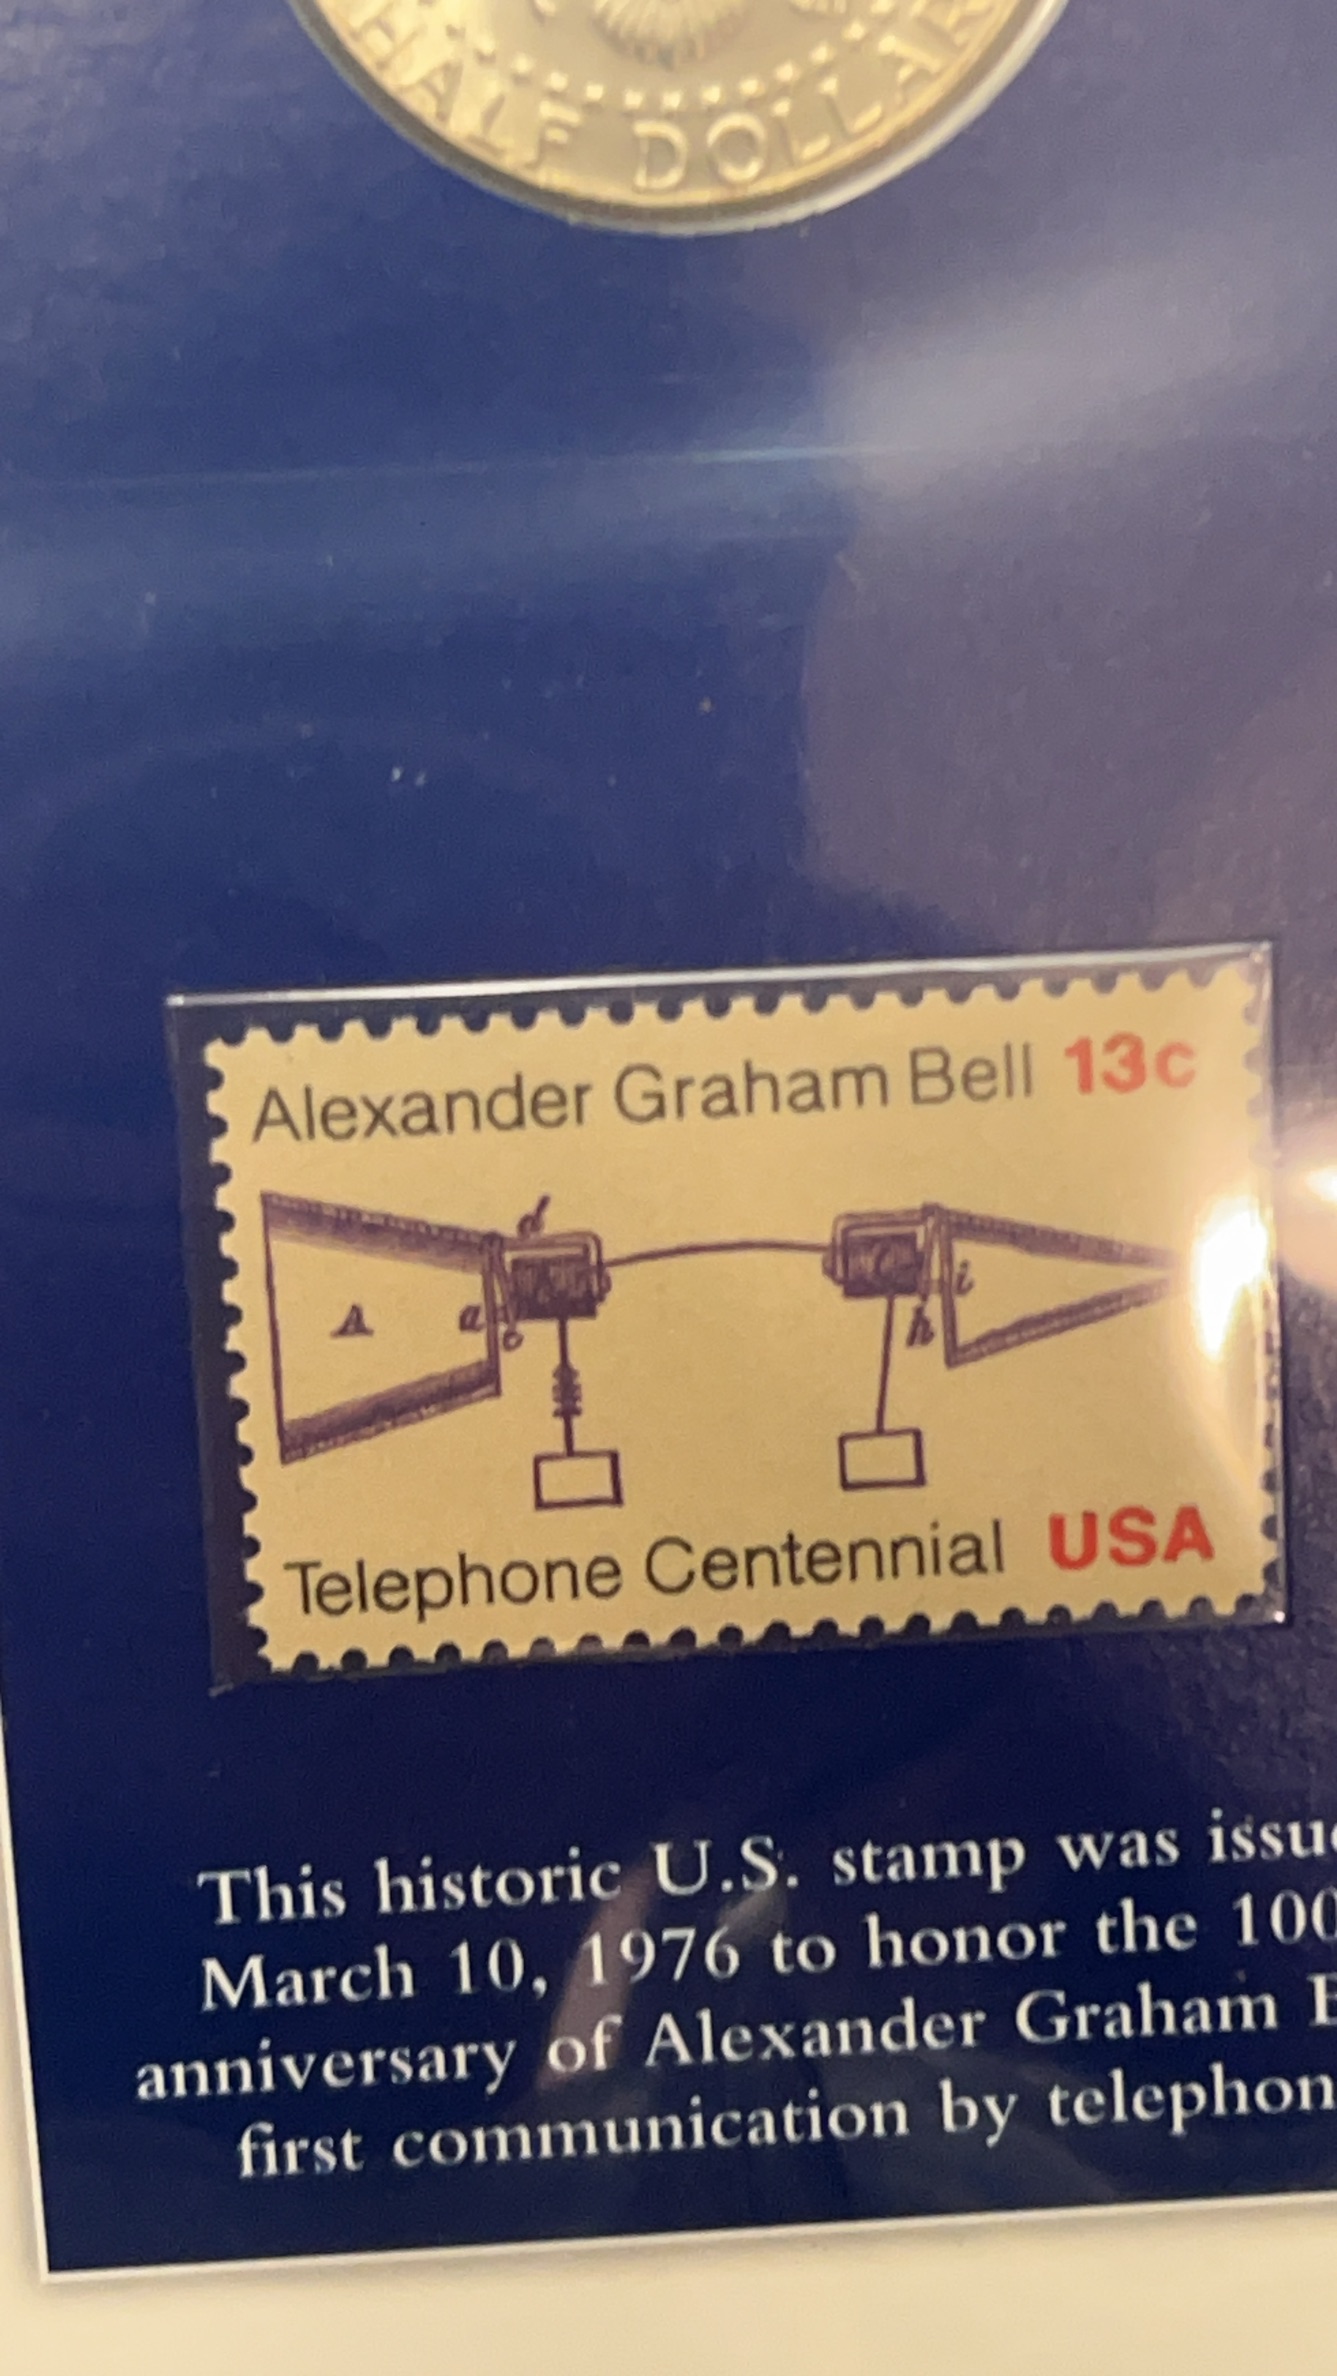 HALF DOLLAR
Alexander Graham Bell 13c
d
A a o h i
Telephone Centennial USA
This historic U.S. stamp was issu
March 10, 1976 to honor the 100
anniversary of Alexander Graham B
first communication by telephon